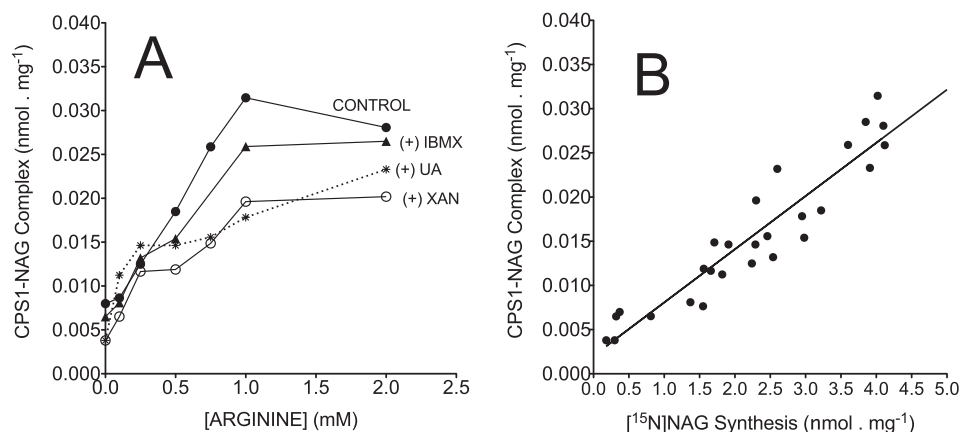 A
CPS1-NAG Complex (nmol . mg-1)
0.040
0.035
0.030
0.025
0.020
0.015
0.010
0.005
0.000
CONTROL
(+) IBMX
(+) UA
(+) XAN
0.0 0.5 1.0 1.5 2.0 2.5
[ARGININE] (mM)
B
CPS1-NAG Complex (nmol . mg-1)
0.040
0.035
0.030
0.025
0.020
0.015
0.010
0.005
0.000
0.0 0.5 1.0 1.5 2.0 2.5 3.0 3.5 4.0 4.5 5.0
[15N]NAG Synthesis (nmol . mg-1)